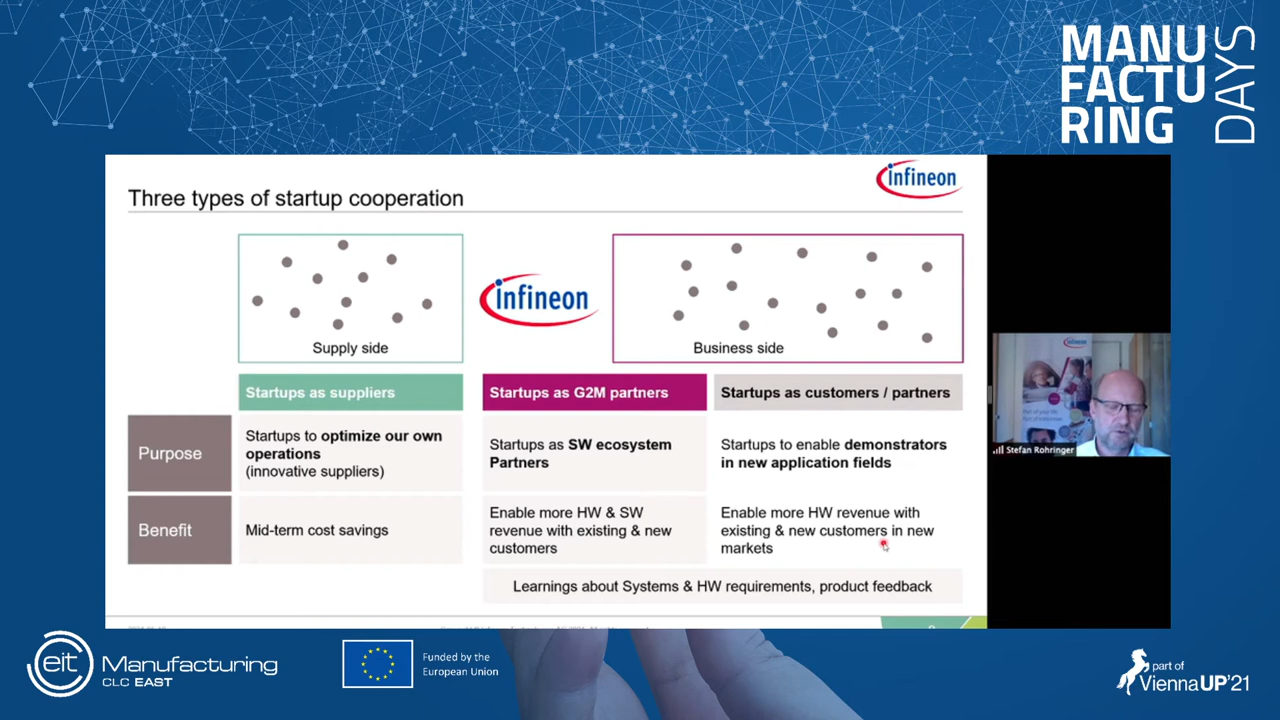 MANU
FACTU
RING
DAYS
infineon
Three types of startup cooperation
infineon
Supply side
Business side
Startups as suppliers
Startups as G2M partners
Startups as customers / partners
Purpose
Startups to optimize our own
operations
(innovative suppliers)
Startups as SW ecosystem
Partners
Startups to enable demonstrators
in new application fields
Benefit
Mid-term cost savings
Enable more HW & SW
revenue with existing & new
customers
Enable more HW revenue with
existing & new customers in new
markets
Learnings about Systems & HW requirements, product feedback
infineon
Stefan Rohringer
eit Manufacturing
CLC EAST
Funded by the
European Union
part of
ViennaUP'21